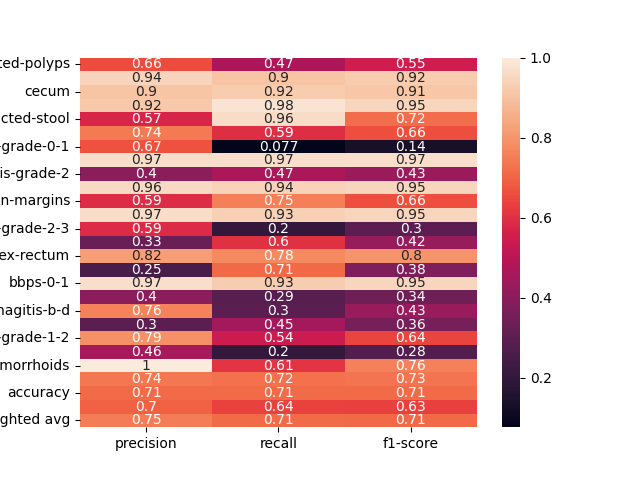 ted-polyps 0.66 0.47 0.55
0.94 0.9 0.92
cecum 0.9 0.92 0.91
0.92 0.98 0.95
cted-stool 0.57 0.96 0.72
0.74 0.59 0.66
-grade-0-1 0.67 0.077 0.14
0.97 0.97 0.97
is-grade-2 0.4 0.47 0.43
0.96 0.94 0.95
n-margins 0.59 0.75 0.66
0.97 0.93 0.95
-grade-2-3 0.59 0.2 0.3
0.33 0.6 0.42
ex-rectum 0.82 0.78 0.8
0.25 0.71 0.38
bbps-0-1 0.97 0.93 0.95
0.4 0.29 0.34
nagitis-b-d 0.76 0.3 0.43
0.3 0.45 0.36
-grade-1-2 0.79 0.54 0.64
0.46 0.2 0.28
morrhoids 1 0.61 0.76
0.74 0.72 0.73
accuracy 0.71 0.71 0.71
0.7 0.64 0.63
ghted avg 0.75 0.71 0.71
precision recall f1-score
1.0
0.8
0.6
0.4
0.2